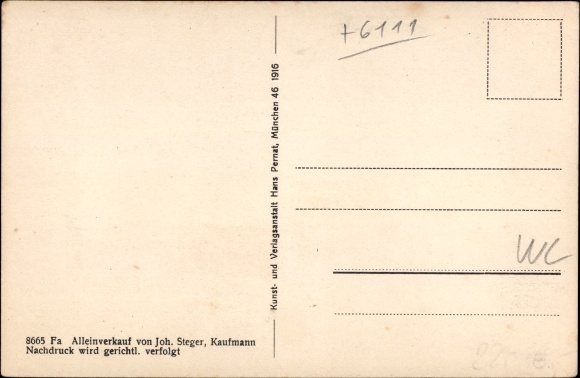 +6111
Kunst- und Verlagsanstalt Hans Pernat, München 46 1916
WC
8665 Fa Alleinverkauf von Joh. Steger, Kaufmann
Nachdruck wird gerichtl. verfolgt